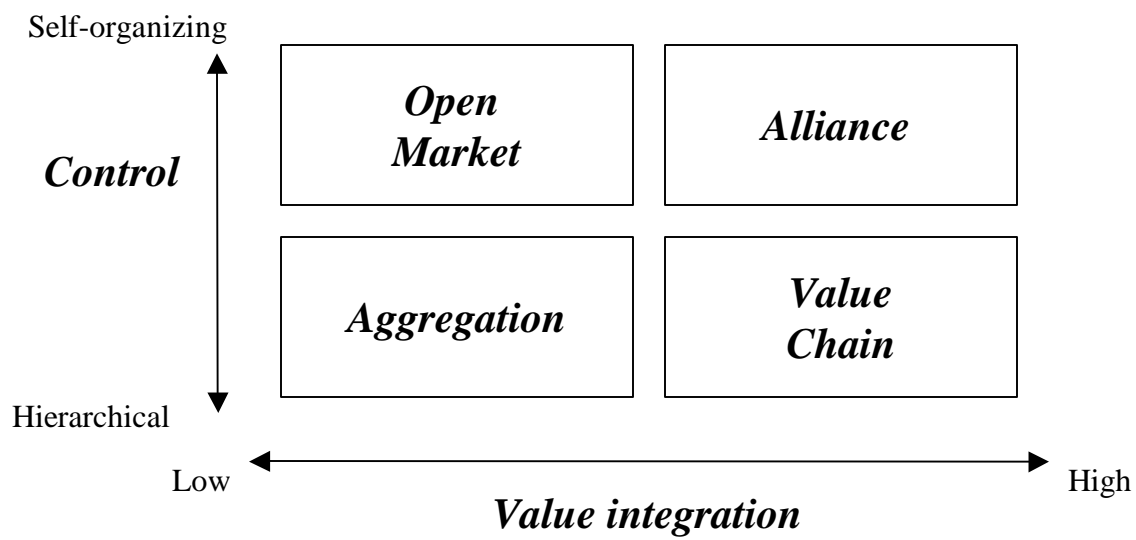 Self-organizing
Open
Market
Alliance
Control
Aggregation
Value
Chain
Hierarchical
Low
High
Value integration